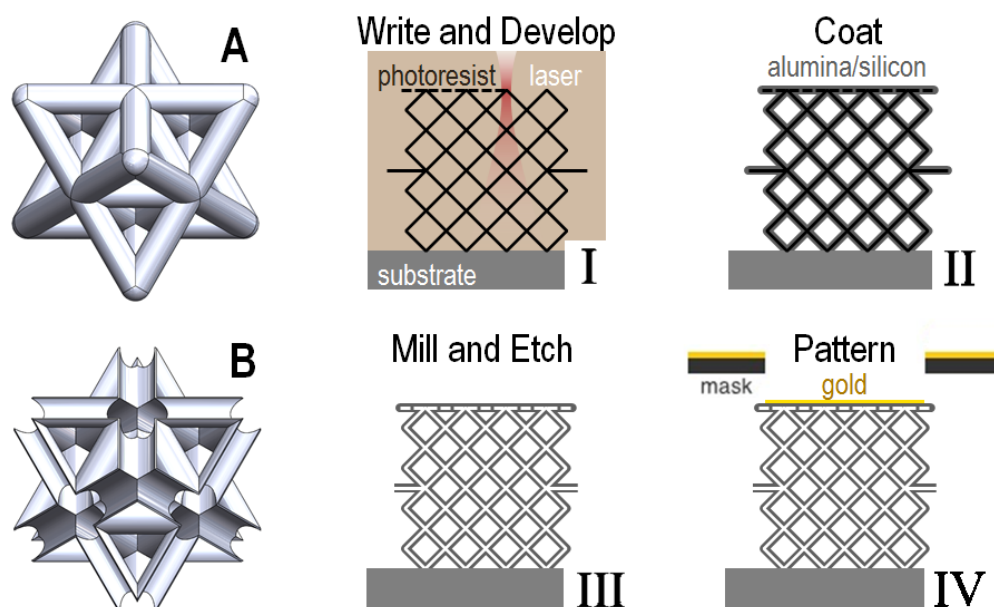 A
Write and Develop
photoresist laser
substrate
I
Coat
alumina/silicon
II
B
Mill and Etch
III
Pattern
mask
gold
IV